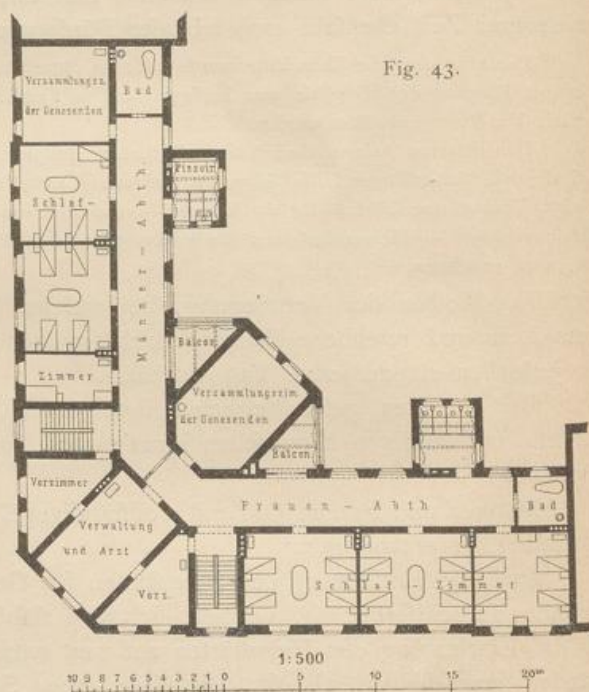 Fig. 43.
Versammlungszim.
der Genesenden
Bad
Pissoir
Schlaf-
Männer - Abth.
Balcon
Zimmer
Versammlungszim.
der Genesenden
Balcon
Vorzimmer
Frauen - Abth
Bad
Verwaltung
und Arzt
Vorz.
Schlaf - Zimmer
1:500
10 9 8 7 6 5 4 3 2 1 0 5 10 15 20m